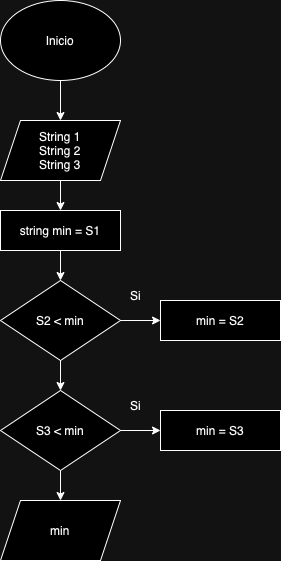 Inicio
String 1
String 2
String 3
string min = S1
Si
S2 < min
min = S2
Si
S3 < min
min = S3
min